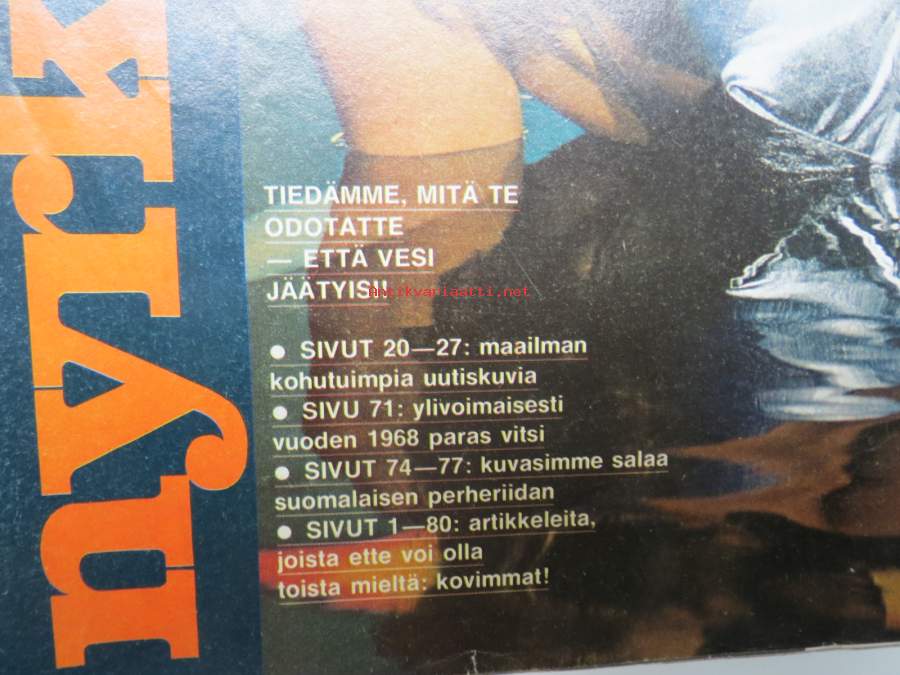 nyrk
TIEDÄMME, MITÄ TE
ODOTATTE
— ETTÄ VESI
JÄÄTYISI!
Antikvariaatti.net
● SIVUT 20—27: maailman
kohutuimpia uutiskuvia
● SIVU 71: ylivoimaisesti
vuoden 1968 paras vitsi
● SIVUT 74—77: kuvasimme salaa
suomalaisen perheriidan
● SIVUT 1—80: artikkeleita,
joista ette voi olla
toista mieltä: kovimmat!